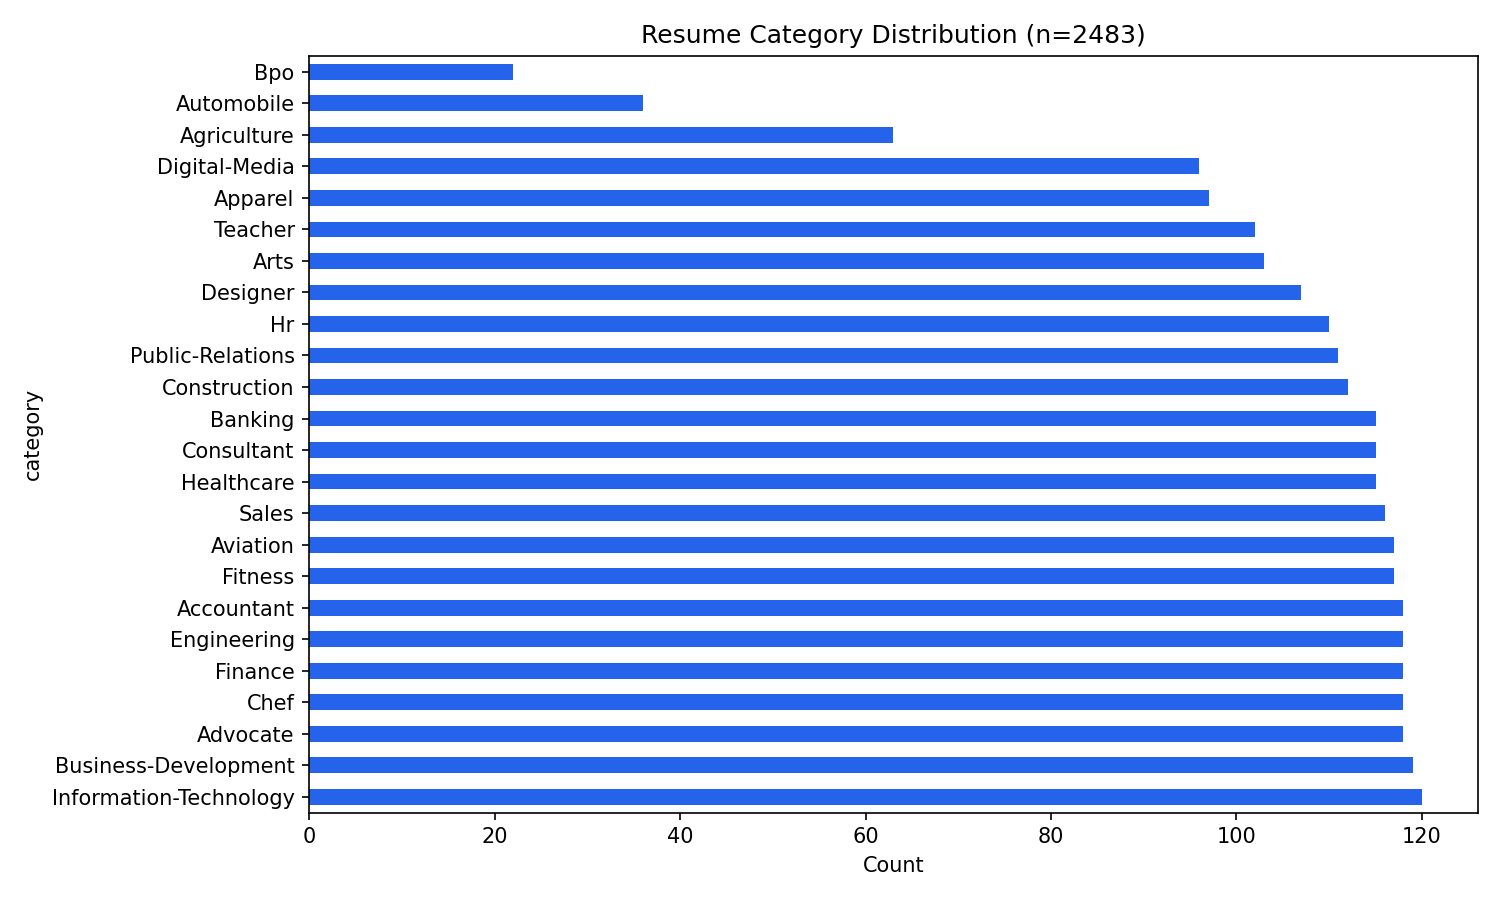 Resume Category Distribution (n=2483)
Bpo
Automobile
Agriculture
Digital-Media
Apparel
Teacher
Arts
Designer
Hr
Public-Relations
Construction
Banking
Consultant
Healthcare
Sales
Aviation
Fitness
Accountant
Engineering
Finance
Chef
Advocate
Business-Development
Information-Technology
category
0 20 40 60 80 100 120
Count